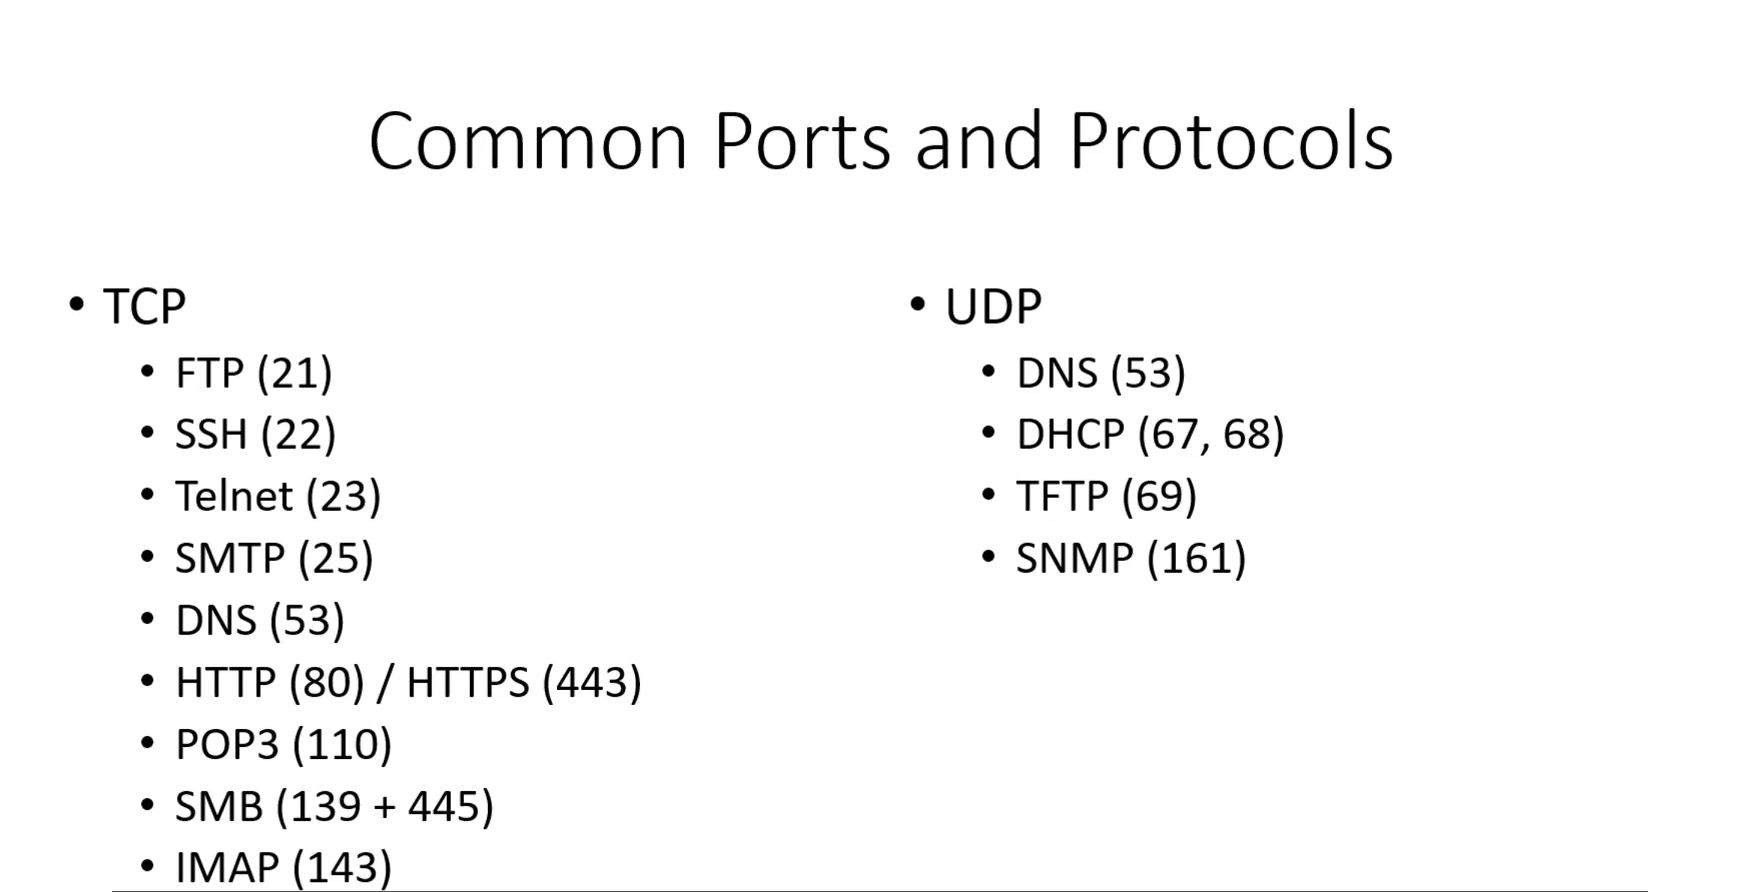 Common Ports and Protocols
• TCP
• FTP (21)
• SSH (22)
• Telnet (23)
• SMTP (25)
• DNS (53)
• HTTP (80) / HTTPS (443)
• POP3 (110)
• SMB (139 + 445)
• IMAP (143)
• UDP
• DNS (53)
• DHCP (67, 68)
• TFTP (69)
• SNMP (161)